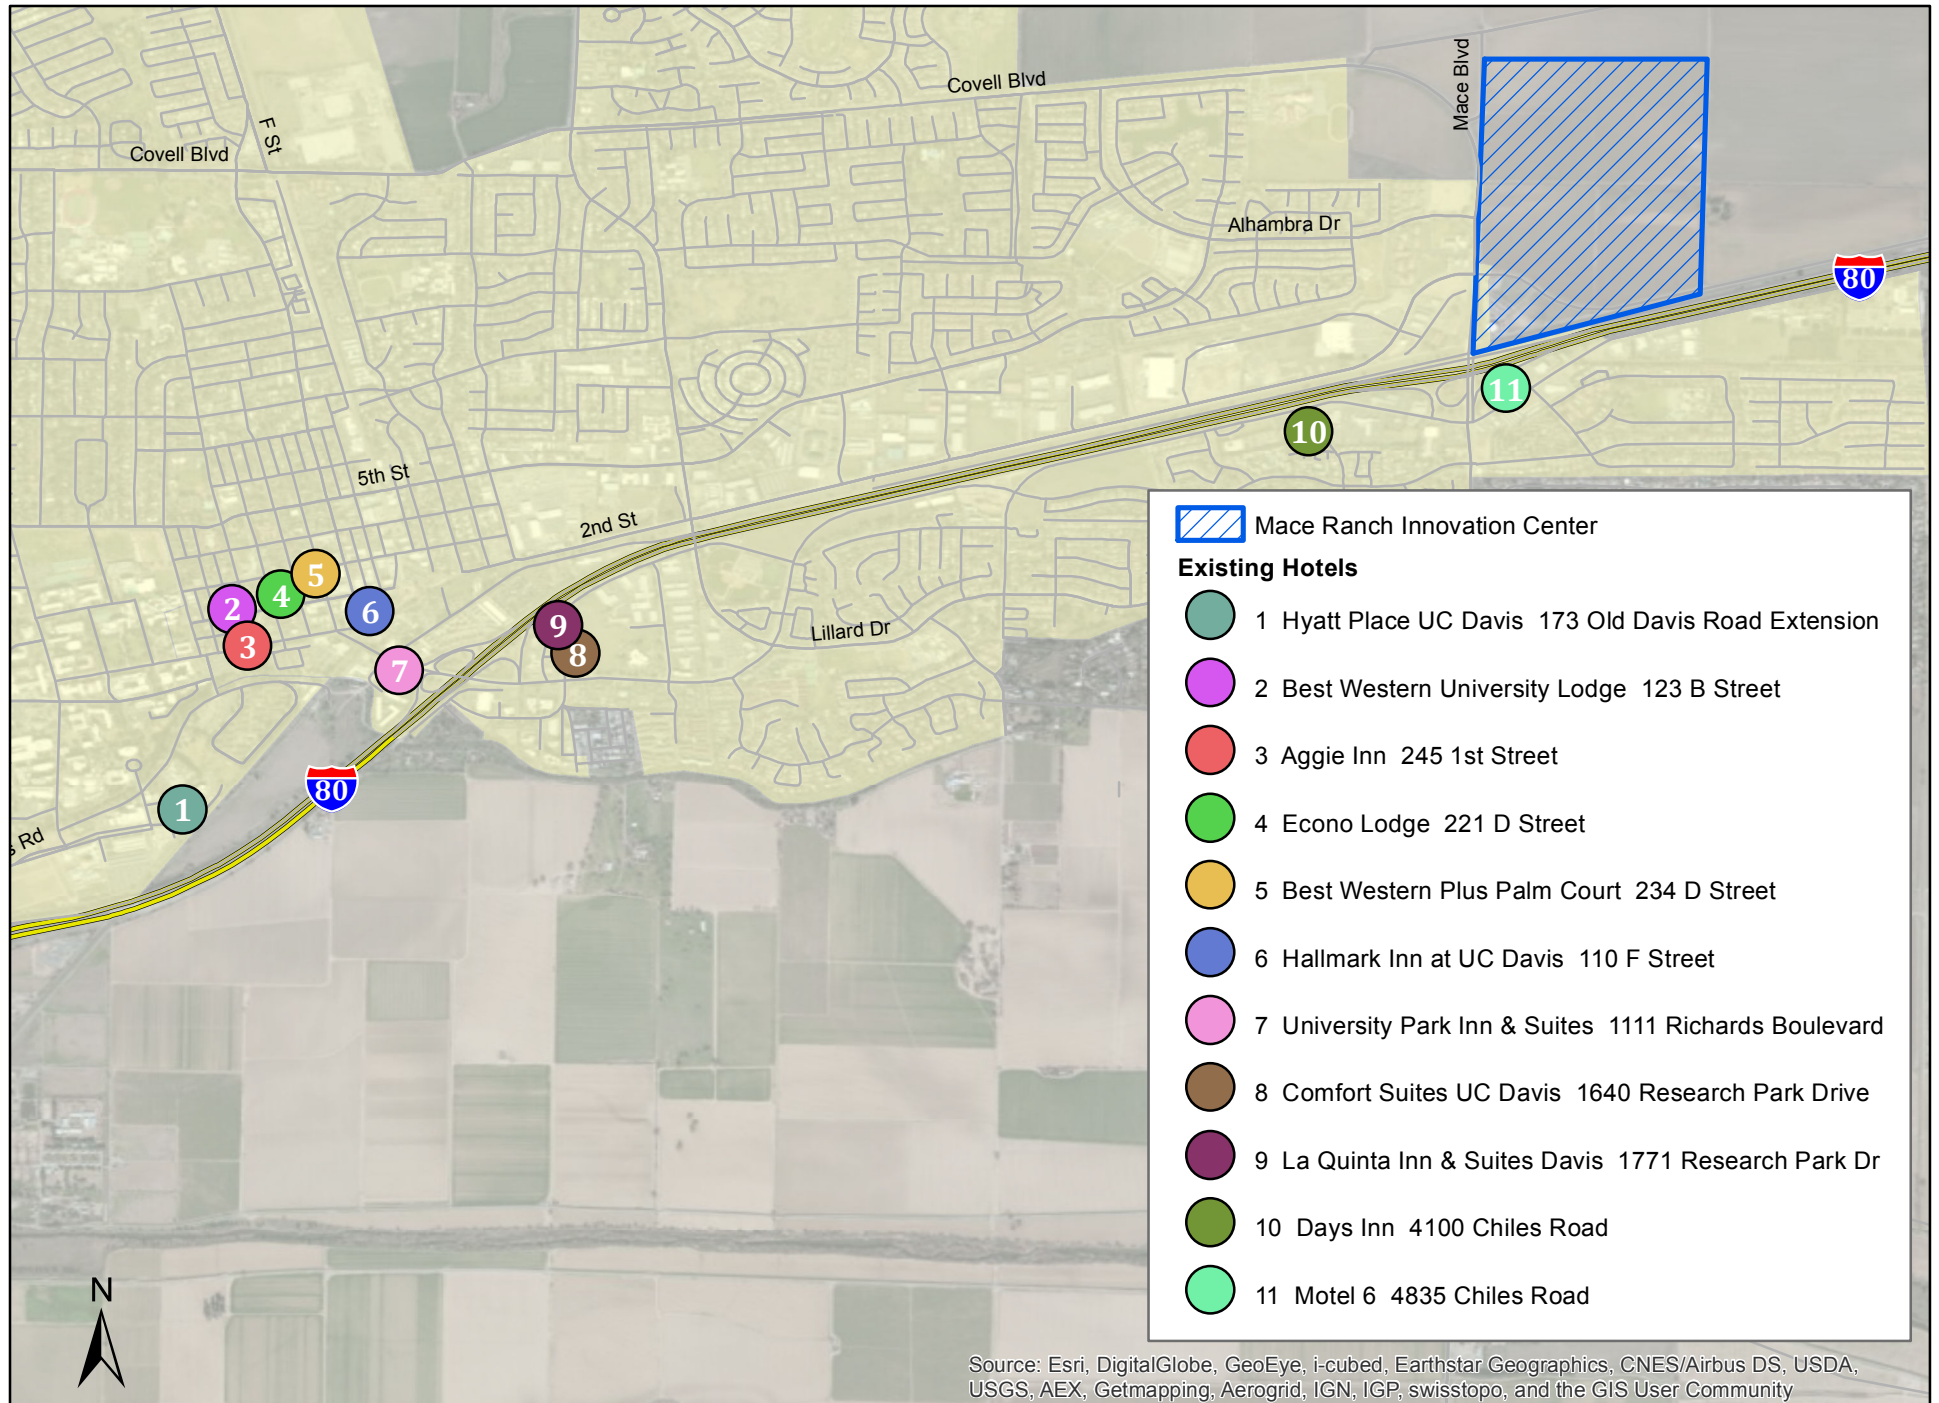 Covell Blvd
Mace Blvd
F St
Covell Blvd
Alhambra Dr
80
11
10
5th St
2nd St
5
4
2
6
3
9
8
7
Lillard Dr
80
1
s Rd
Mace Ranch Innovation Center
Existing Hotels
1 Hyatt Place UC Davis 173 Old Davis Road Extension
2 Best Western University Lodge 123 B Street
3 Aggie Inn 245 1st Street
4 Econo Lodge 221 D Street
5 Best Western Plus Palm Court 234 D Street
6 Hallmark Inn at UC Davis 110 F Street
7 University Park Inn & Suites 1111 Richards Boulevard
8 Comfort Suites UC Davis 1640 Research Park Drive
9 La Quinta Inn & Suites Davis 1771 Research Park Dr
10 Days Inn 4100 Chiles Road
11 Motel 6 4835 Chiles Road
N
Source: Esri, DigitalGlobe, GeoEye, i-cubed, Earthstar Geographics, CNES/Airbus DS, USDA,
USGS, AEX, Getmapping, Aerogrid, IGN, IGP, swisstopo, and the GIS User Community